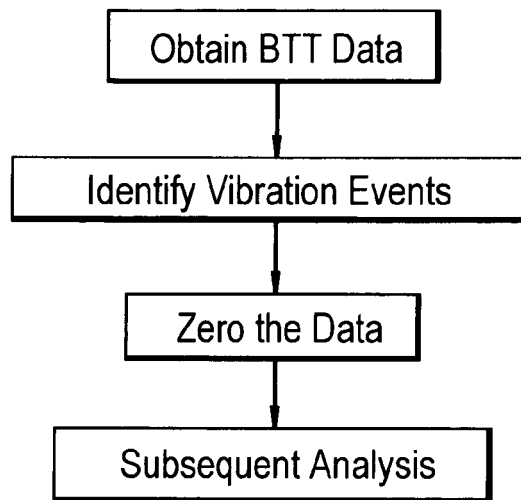 Obtain BTT Data
Identify Vibration Events
Zero the Data
Subsequent Analysis